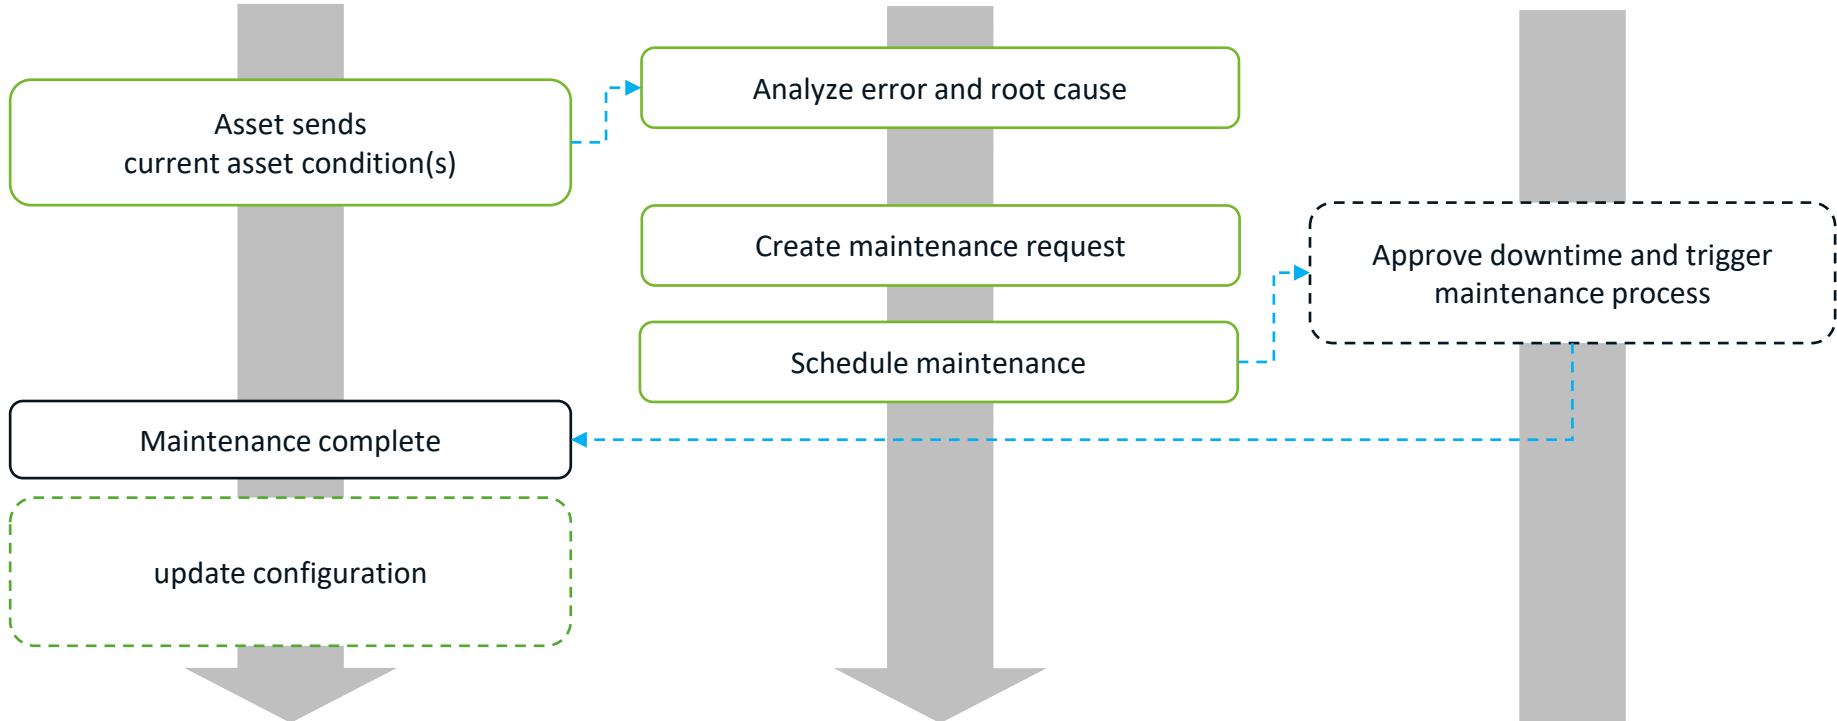 Asset sends
current asset condition(s)
Analyze error and root cause
Create maintenance request
Schedule maintenance
Approve downtime and trigger
maintenance process
Maintenance complete
update configuration